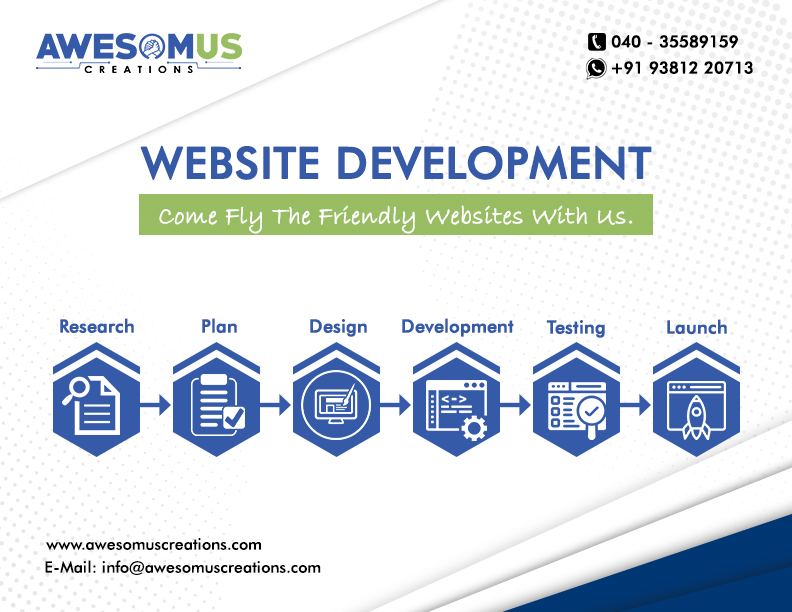 AWESOMUS
CREATIONS
040 - 35589159
+91 93812 20713
WEBSITE DEVELOPMENT
Come Fly The Friendly Websites With Us.
Research Plan Design Development Testing Launch
<->
www.awesomuscreations.com
E-Mail: info@awesomuscreations.com